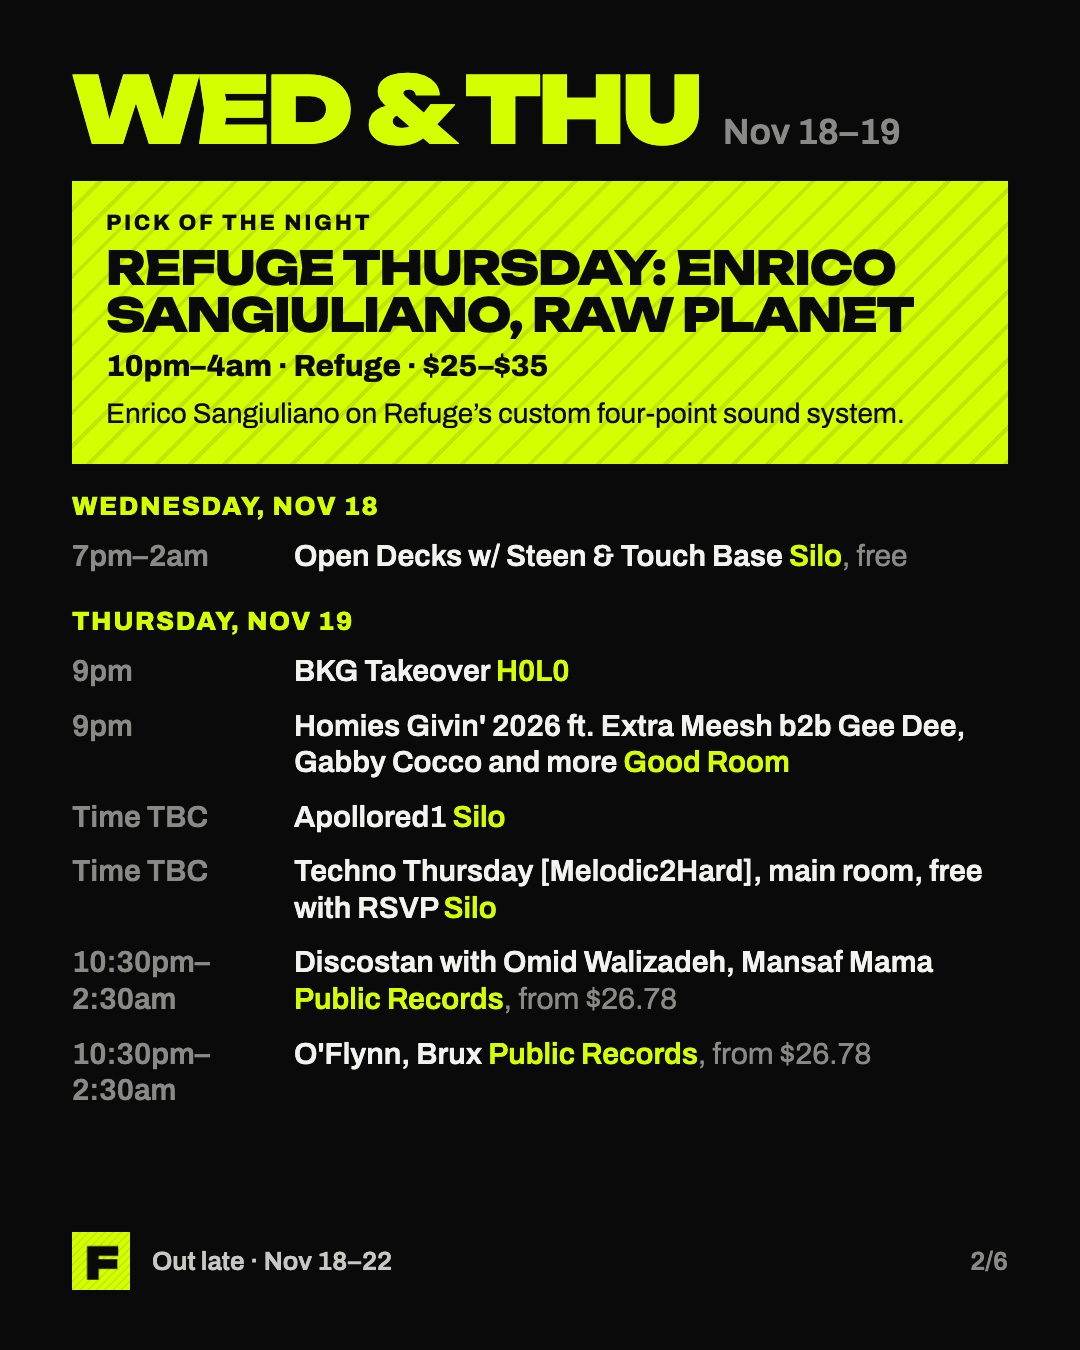 WED & THU Nov 18–19
PICK OF THE NIGHT
REFUGE THURSDAY: ENRICO
SANGIULIANO, RAW PLANET
10pm–4am · Refuge · $25–$35
Enrico Sangiuliano on Refuge’s custom four-point sound system.
WEDNESDAY, NOV 18
7pm–2am Open Decks w/ Steen & Touch Base Silo, free
THURSDAY, NOV 19
9pm BKG Takeover H0L0
9pm Homies Givin' 2026 ft. Extra Meesh b2b Gee Dee,
Gabby Cocco and more Good Room
Time TBC Apollored1 Silo
Time TBC Techno Thursday [Melodic2Hard], main room, free
with RSVP Silo
10:30pm– Discostan with Omid Walizadeh, Mansaf Mama
2:30am Public Records, from $26.78
10:30pm– O'Flynn, Brux Public Records, from $26.78
2:30am
F Out late · Nov 18–22 2/6